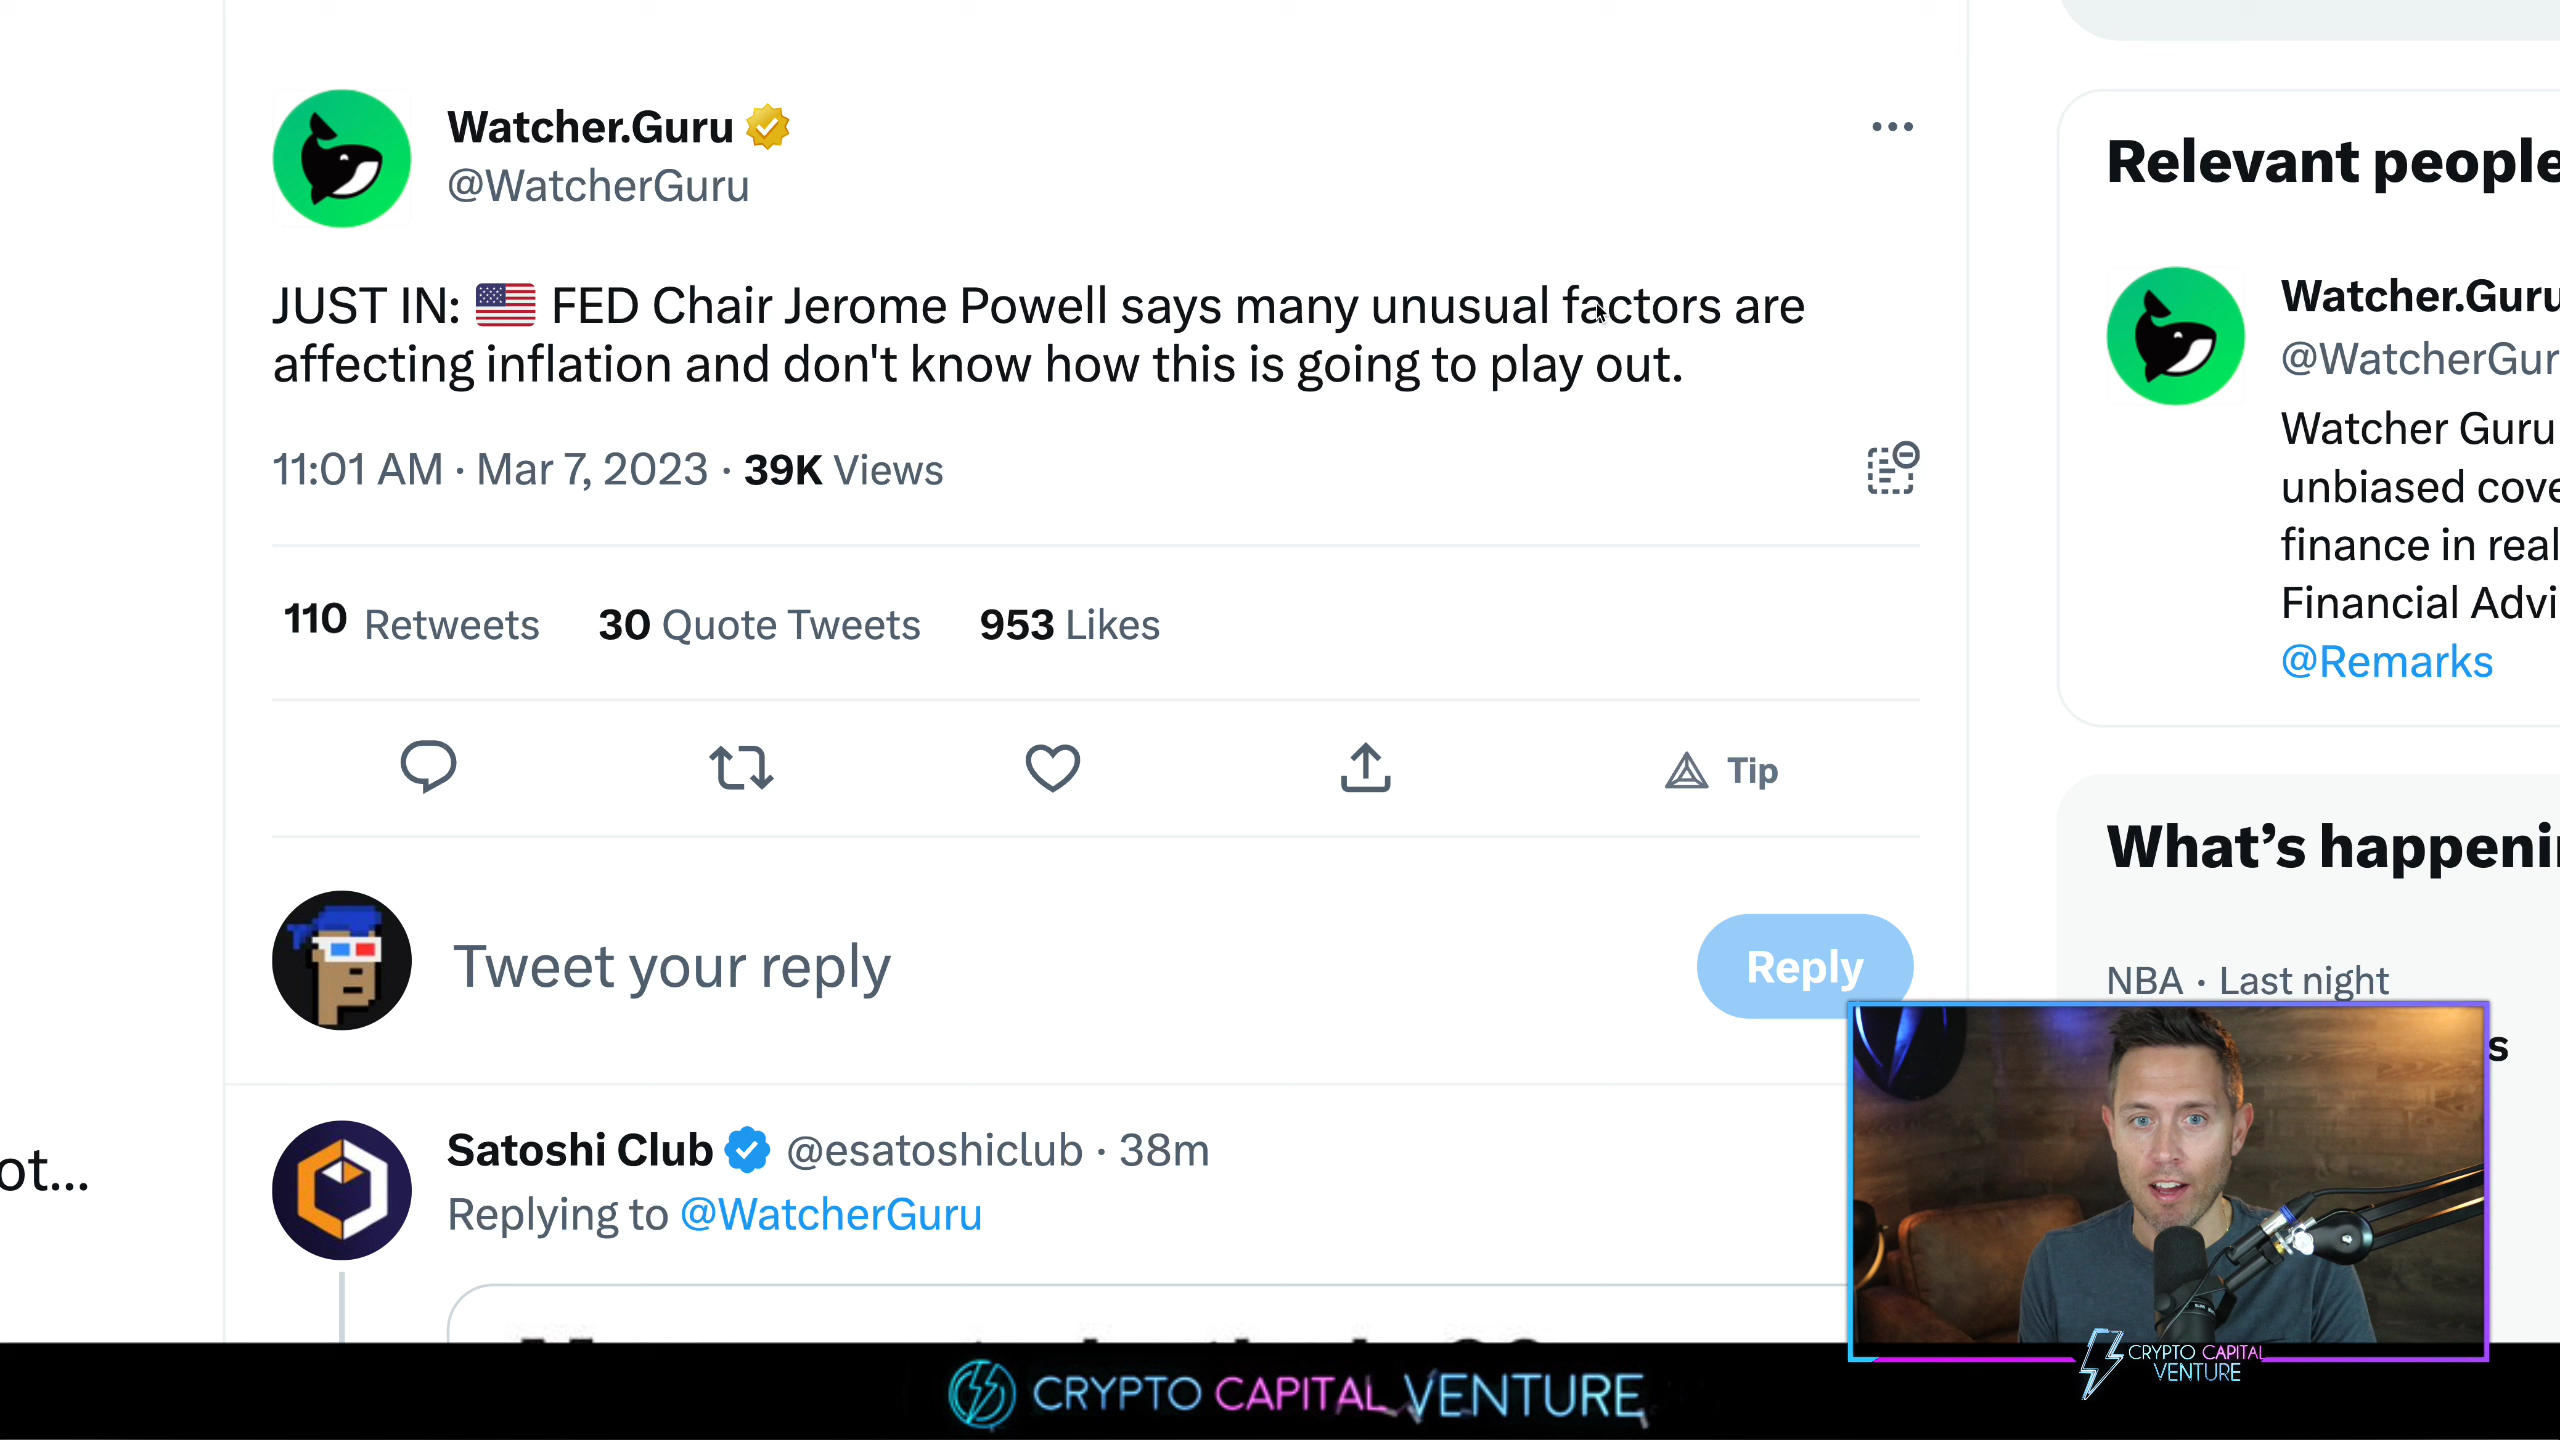 Watcher.Guru
@WatcherGuru
JUST IN: 🇺🇸 FED Chair Jerome Powell says many unusual factors are
affecting inflation and don't know how this is going to play out.
11:01 AM · Mar 7, 2023 · 39K Views
110 Retweets 30 Quote Tweets 953 Likes
Tip
Tweet your reply
Reply
Satoshi Club @esatoshiclub · 38m
Replying to @WatcherGuru
ot...
Relevant people
Watcher.Guru
@WatcherGur
Watcher Guru
unbiased cove
finance in real
Financial Advi
@Remarks
What's happenin
NBA · Last night
s
CRYPTO CAPITAL
VENTURE
CRYPTO CAPITAL VENTURE